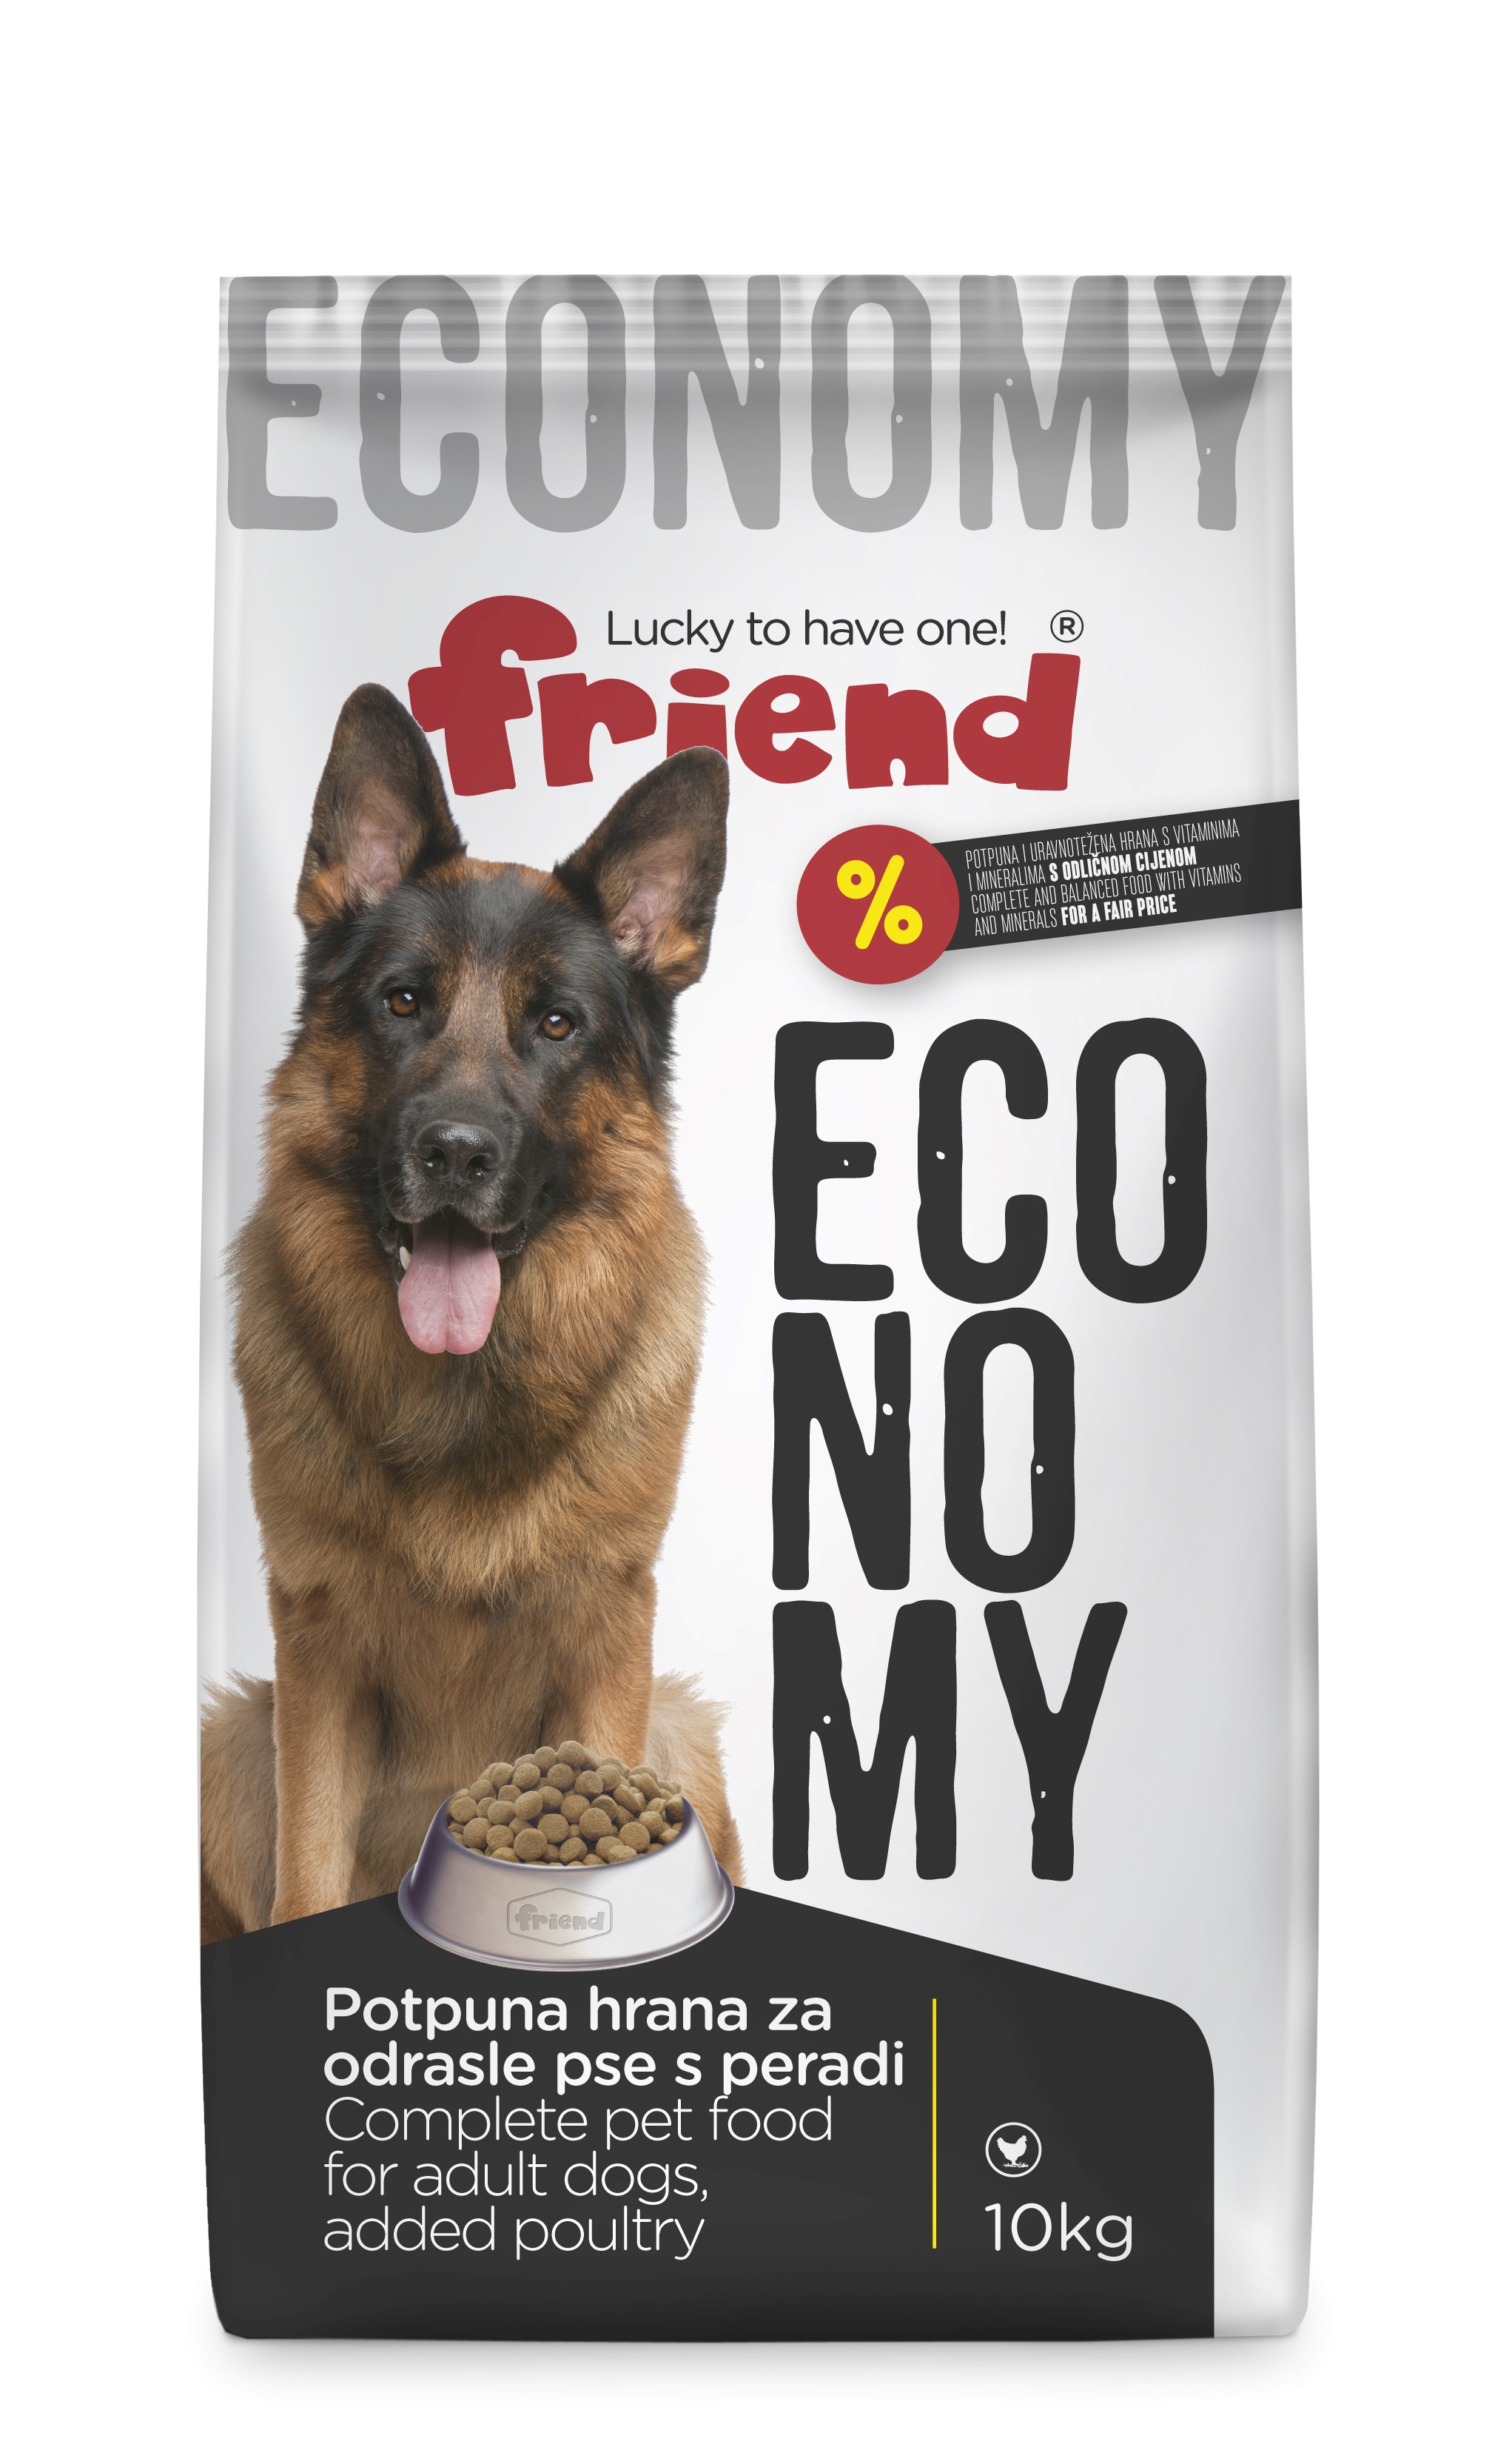 ECONOMY
Lucky to have one! ®
friend
%
POTPUNA I URAVNOTEŽENA HRANA S VITAMINIMA
I MINERALIMA S ODLIČNOM CIJENOM
COMPLETE AND BALANCED FOOD WITH VITAMINS
AND MINERALS FOR A FAIR PRICE
ECO
NO
MY
friend
Potpuna hrana za
odrasle pse s peradi
Complete pet food
for adult dogs,
added poultry
10kg